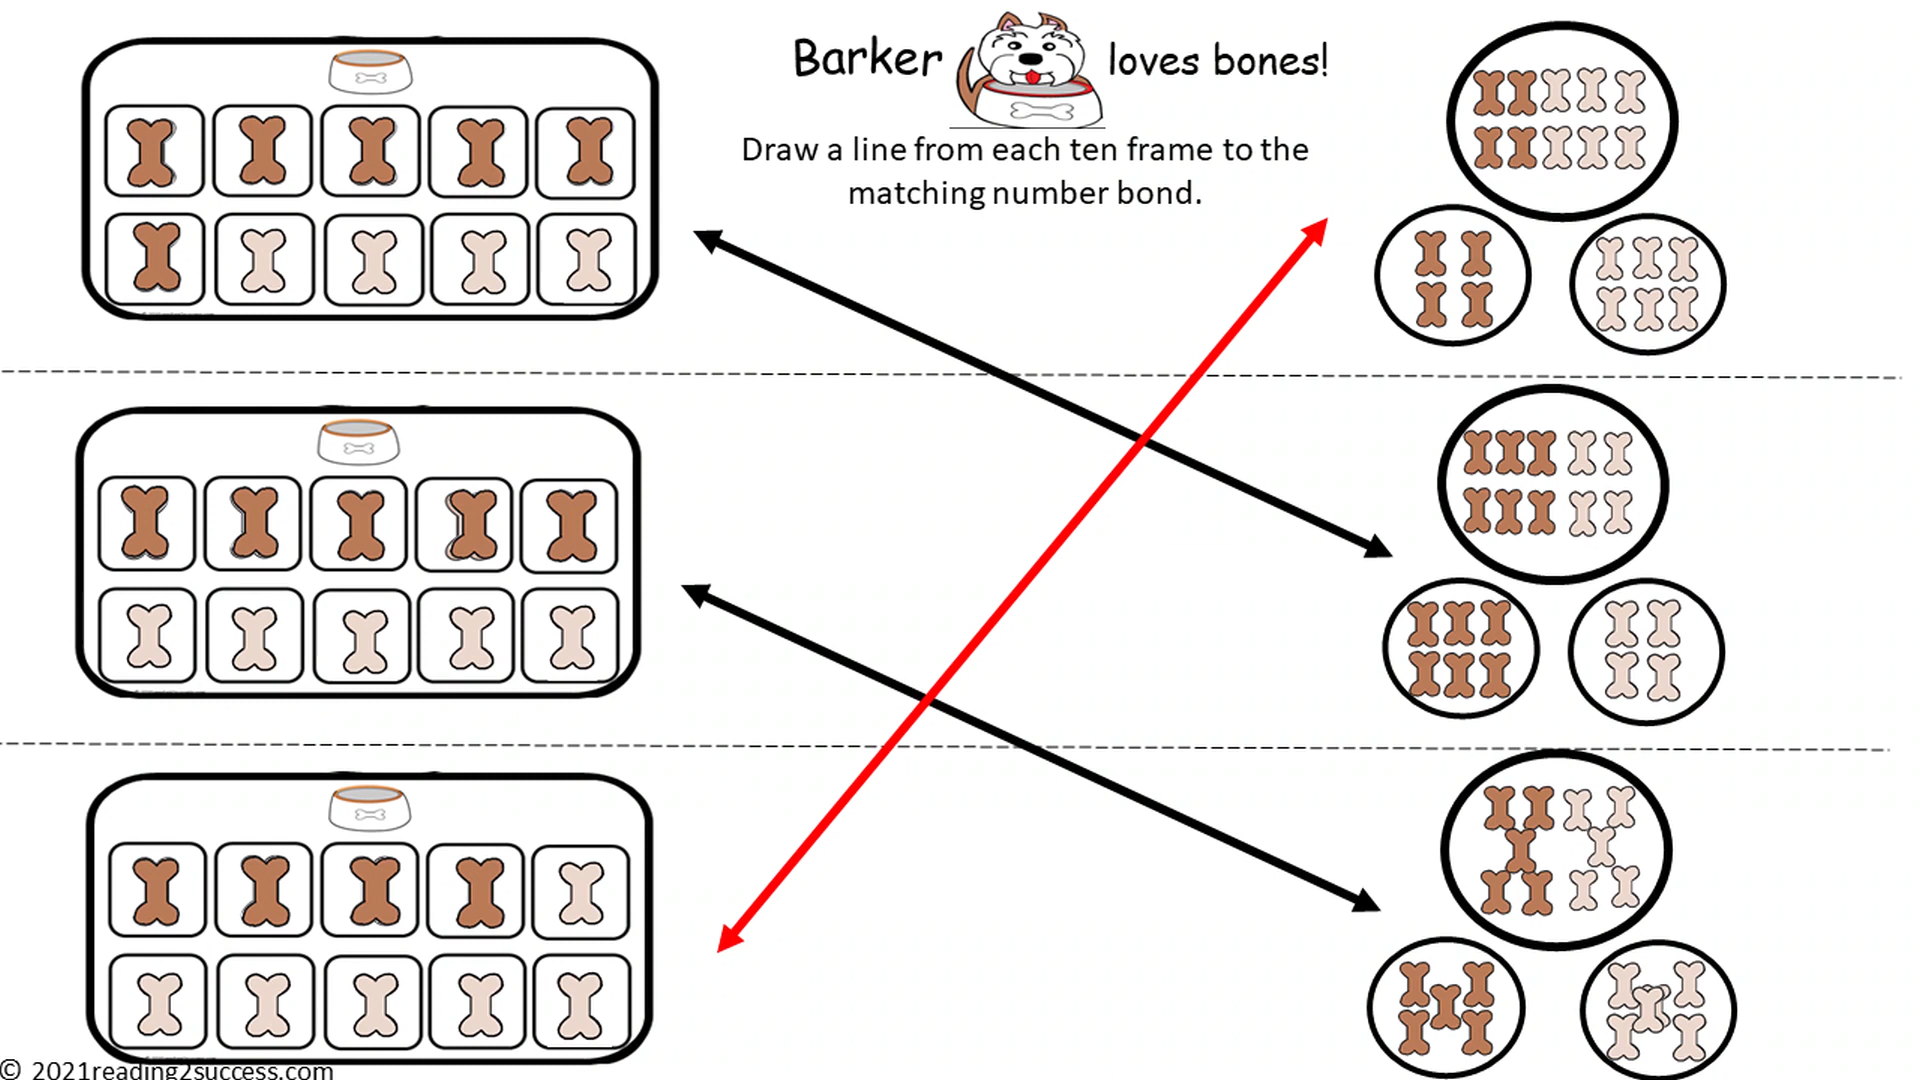 Barker loves bones!
Draw a line from each ten frame to the
matching number bond.
© 2021reading2success.com